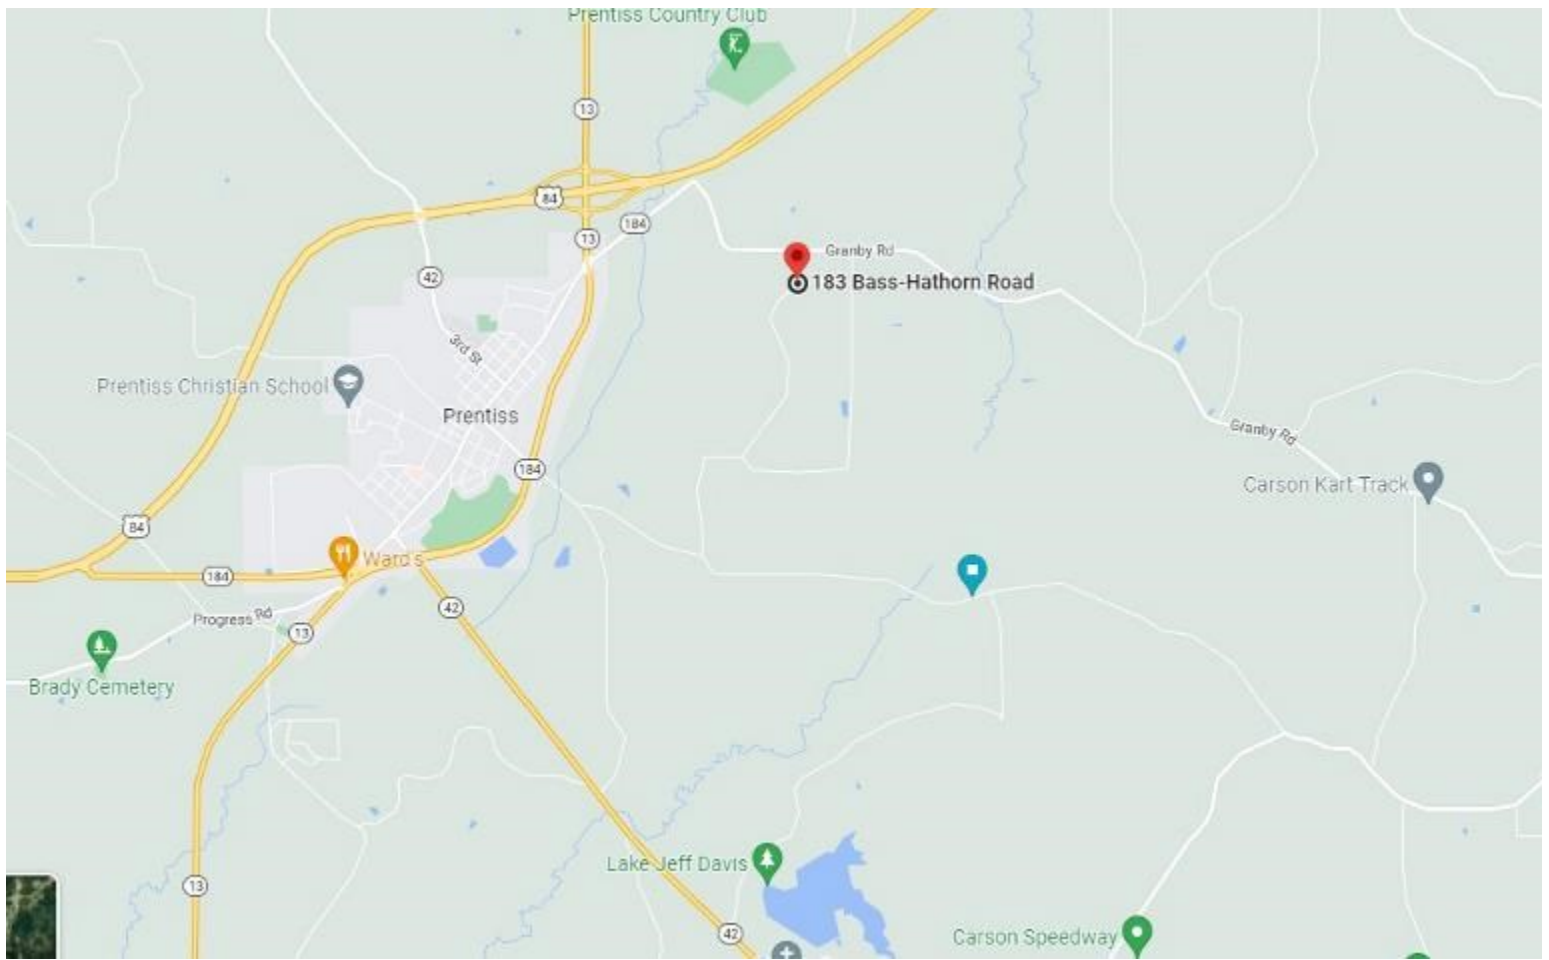 Prentiss Country Club
13
84
13
184
Granby Rd
42
183 Bass-Hathorn Road
3rd St
Prentiss Christian School
Prentiss
Granby Rd
184
Carson Kart Track
84
Ward's
184
42
Progress Rd
13
Brady Cemetery
Lake Jeff Davis
13
42
Carson Speedway